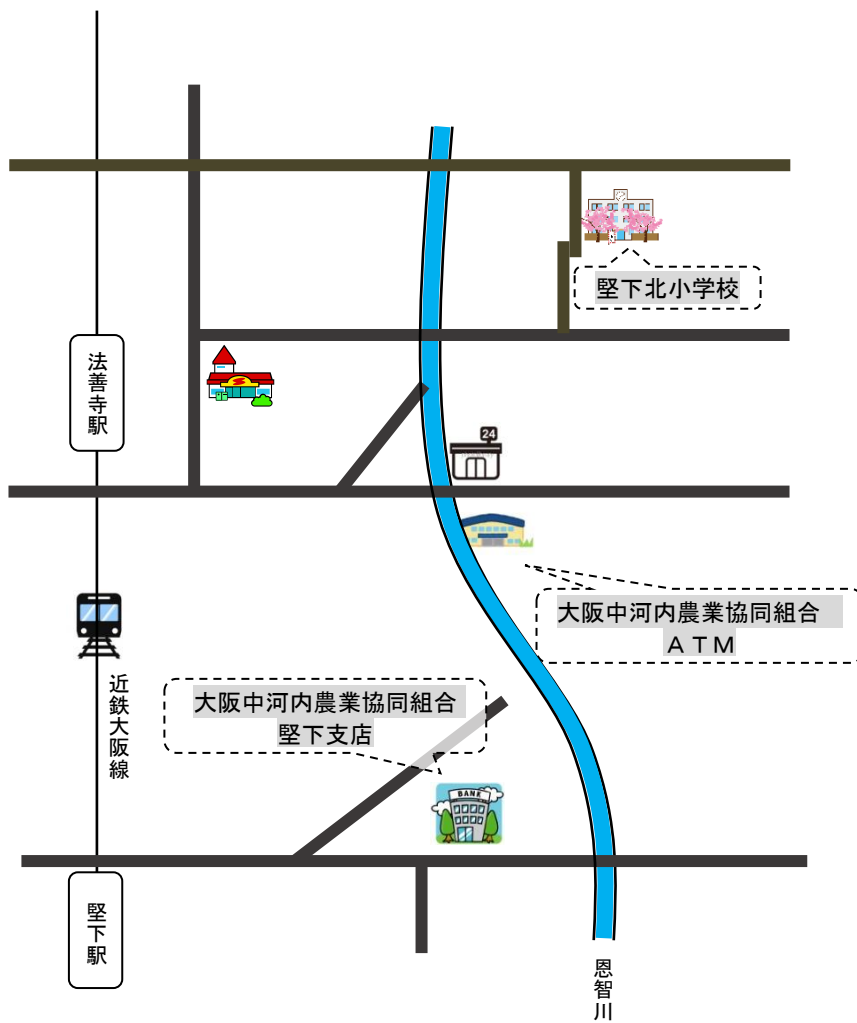 堅下北小学校
法善寺駅
24
大阪中河内農業協同組合
ＡＴＭ
大阪中河内農業協同組合
堅下支店
近鉄大阪線
BANK
堅下駅
恩智川